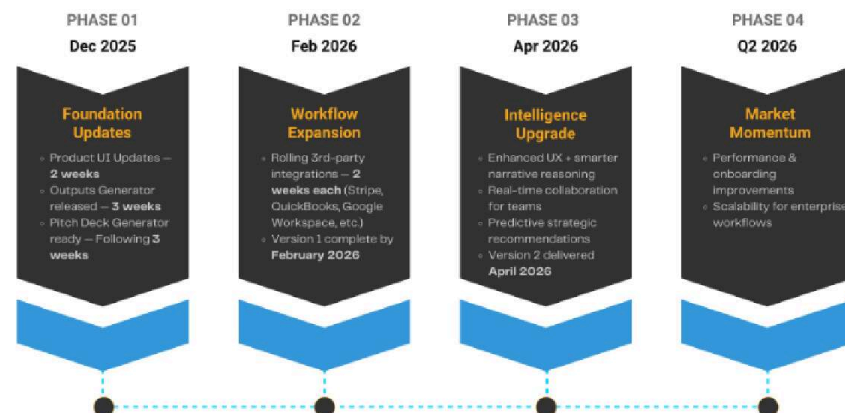 PHASE 01
Dec 2025
Foundation
Updates
◦ Product UI Updates –
2 weeks
◦ Outputs Generator
released – 3 weeks
◦ Pitch Deck Generator
ready – Following 3
weeks
PHASE 02
Feb 2026
Workflow
Expansion
◦ Rolling 3rd-party
integrations – 2
weeks each (Stripe,
QuickBooks, Google
Workspace, etc.)
◦ Version 1 complete by
February 2026
PHASE 03
Apr 2026
Intelligence
Upgrade
◦ Enhanced UX + smarter
narrative reasoning
◦ Real-time collaboration
for teams
◦ Predictive strategic
recommendations
◦ Version 2 delivered
April 2026
PHASE 04
Q2 2026
Market
Momentum
◦ Performance &
onboarding
improvements
◦ Scalability for enterprise
workflows